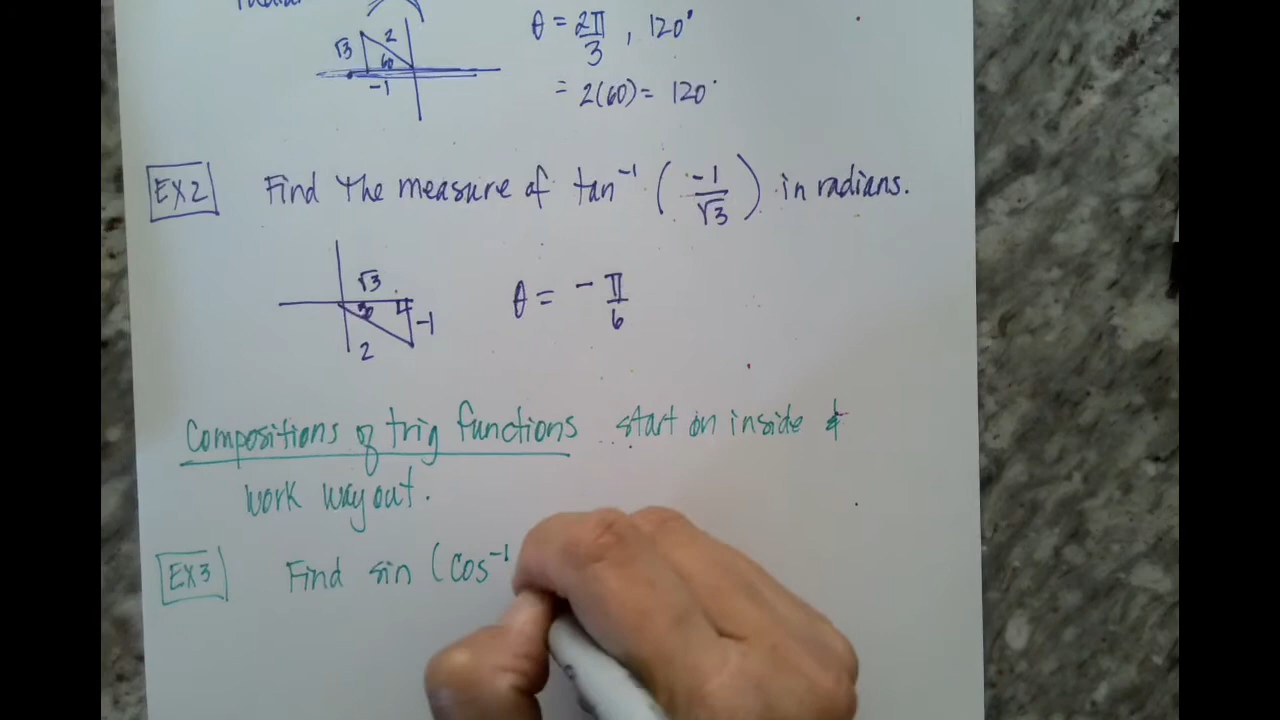 radian
θ = 2π/3 , 120°
√3 2 60 -1
= 2(60) = 120°
EX2 Find the measure of tan⁻¹ (-1/√3) in radians.
√3
30 -1
2
θ = -π/6
Compositions of trig functions start on inside &
work way out.
EX3 Find sin (cos⁻¹